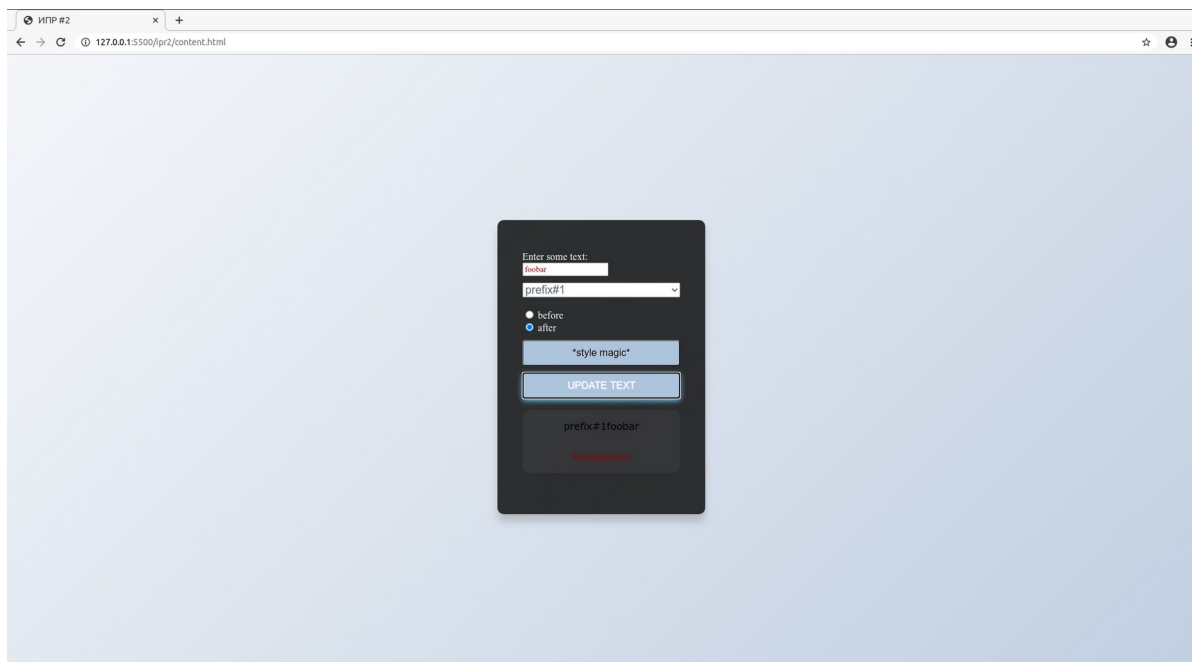 ИПР #2
127.0.0.1:5500/ipr2/content.html
Enter some text:
foobar
prefix#1
before
after
*style magic*
UPDATE TEXT
prefix#1foobar